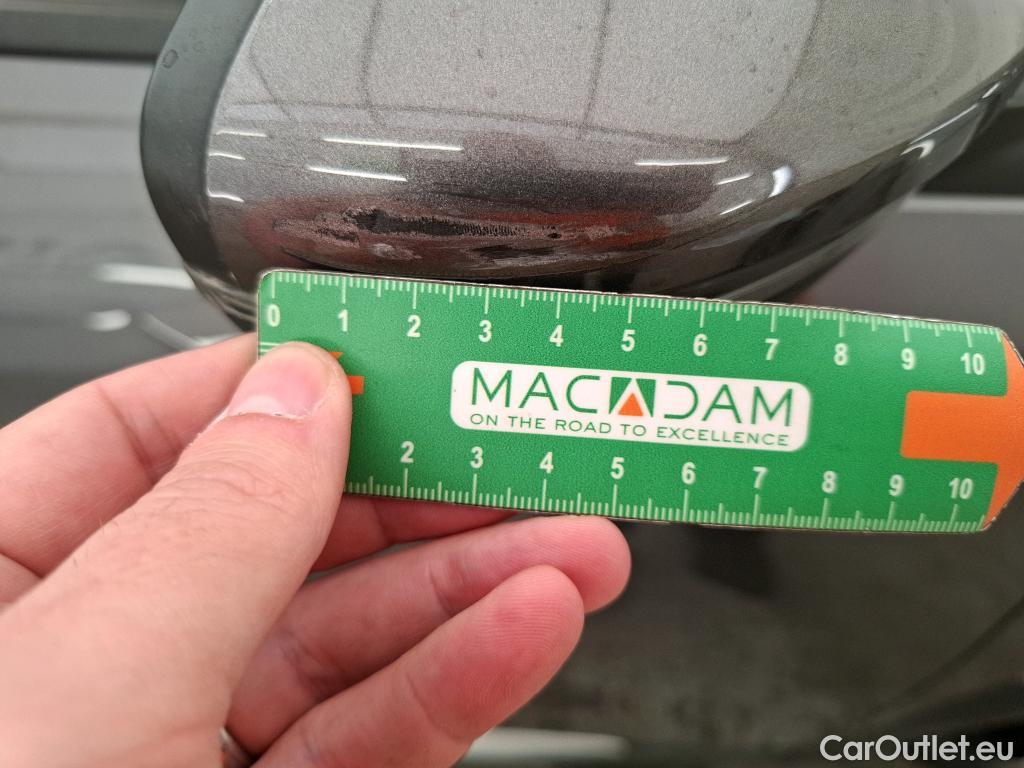 0 1 2 3 4 5 6 7 8 9 10
MACADAM
ON THE ROAD TO EXCELLENCE
2 3 4 5 6 7 8 9 10
CarOutlet.eu